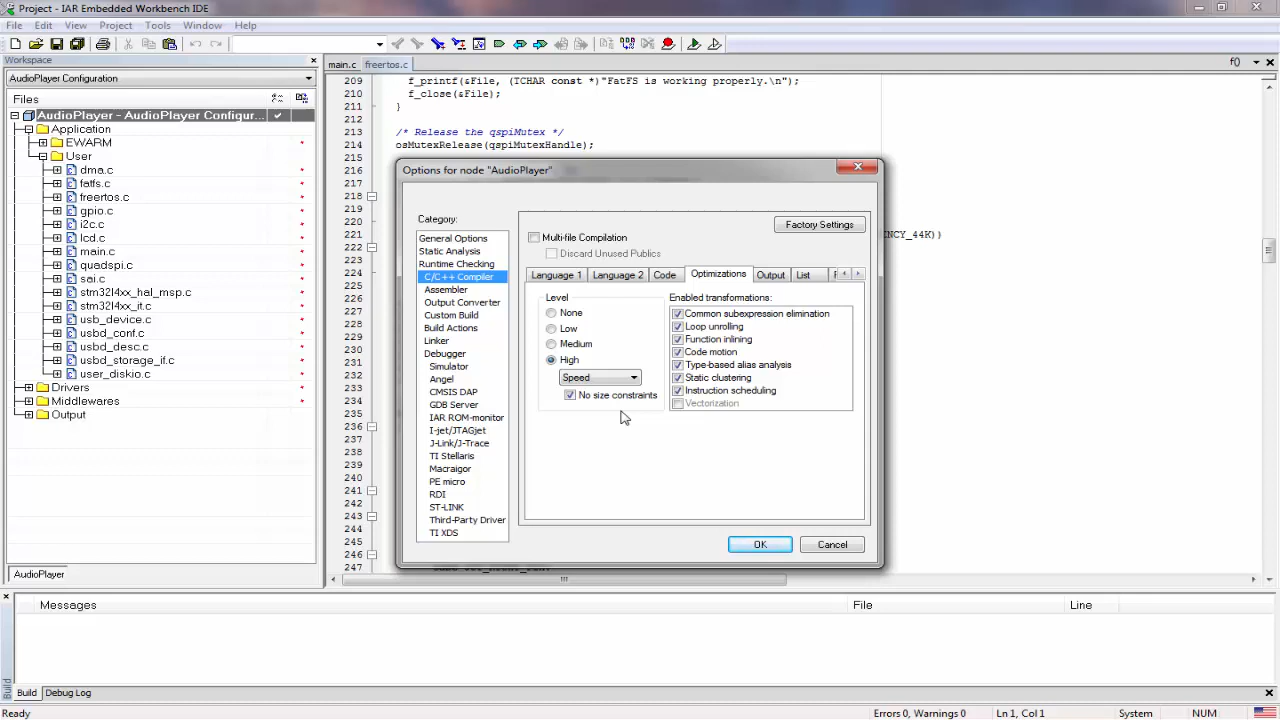 Project - IAR Embedded Workbench IDE
File Edit View Project Tools Window Help
Workspace
AudioPlayer Configuration
Files
AudioPlayer - AudioPlayer Configur...
Application
EWARM
User
dma.c
fatfs.c
freertos.c
gpio.c
i2c.c
lcd.c
main.c
quadspi.c
sai.c
stm32l4xx_hal_msp.c
stm32l4xx_it.c
usb_device.c
usbd_conf.c
usbd_desc.c
usbd_storage_if.c
user_diskio.c
Drivers
Middlewares
Output
AudioPlayer
main.c freertos.c
f()
209 f_printf(&File, (TCHAR const *)"FatFS is working properly.\n");
210 f_close(&File);
211 }
212
213 /* Release the qspiMutex */
214 osMutexRelease(qspiMutexHandle);
215
216
217
218
219
220
221 ENCY_44K))
222
223
224
225
226
227
228
229
230
231
232
233
234
235
236
237
238
239
240
241
242
243
244
245
246
247
Options for node "AudioPlayer"
Category:
General Options
Static Analysis
Runtime Checking
C/C++ Compiler
Assembler
Output Converter
Custom Build
Build Actions
Linker
Debugger
Simulator
Angel
CMSIS DAP
GDB Server
IAR ROM-monitor
I-jet/JTAGjet
J-Link/J-Trace
TI Stellaris
Macraigor
PE micro
RDI
ST-LINK
Third-Party Driver
TI XDS
Factory Settings
Multi-file Compilation
Discard Unused Publics
Language 1 Language 2 Code Optimizations Output List
Level
None
Low
Medium
High
Speed
No size constraints
Enabled transformations:
Common subexpression elimination
Loop unrolling
Function inlining
Code motion
Type-based alias analysis
Static clustering
Instruction scheduling
Vectorization
OK Cancel
Messages File Line
Build
Build Debug Log
Ready Errors 0, Warnings 0 Ln 1, Col 1 System NUM